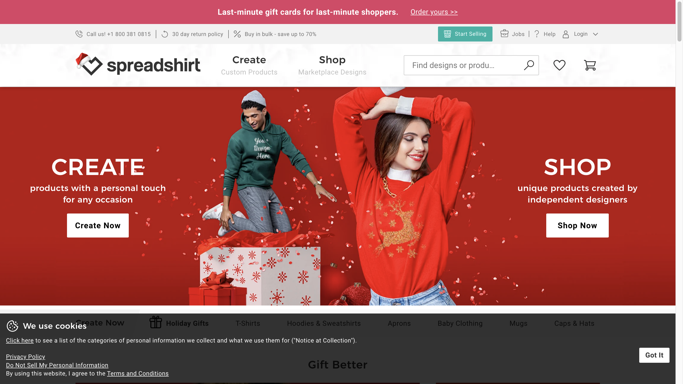 Last-minute gift cards for last-minute shoppers. Order yours >>
Call us! +1 800 381 0815 | 30 day return policy | Buy in bulk - save up to 70%
Start Selling Jobs | ? Help Login
spreadshirt
Create Shop
Custom Products Marketplace Designs
Find designs or produ...
Your
Design
Here
CREATE
products with a personal touch
for any occasion
Create Now
SHOP
unique products created by
independent designers
Shop Now
Create Now Holiday Gifts T-Shirts Hoodies & Sweatshirts Aprons Baby Clothing Mugs Caps & Hats
We use cookies
Click here to see a list of the categories of personal information we collect and what we use them for ("Notice at Collection").
Gift Better
Privacy Policy
Do Not Sell My Personal Information
By using this website, I agree to the Terms and Conditions
Got It